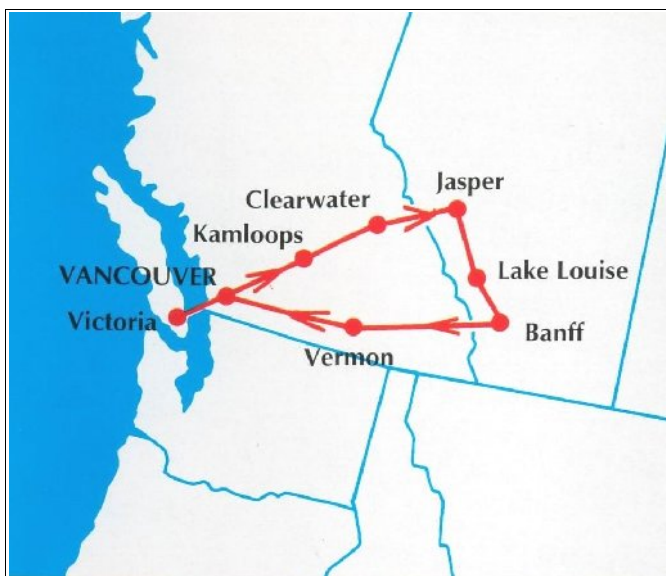 Jasper
Clearwater
Kamloops
VANCOUVER
Lake Louise
Victoria
Banff
Vermon